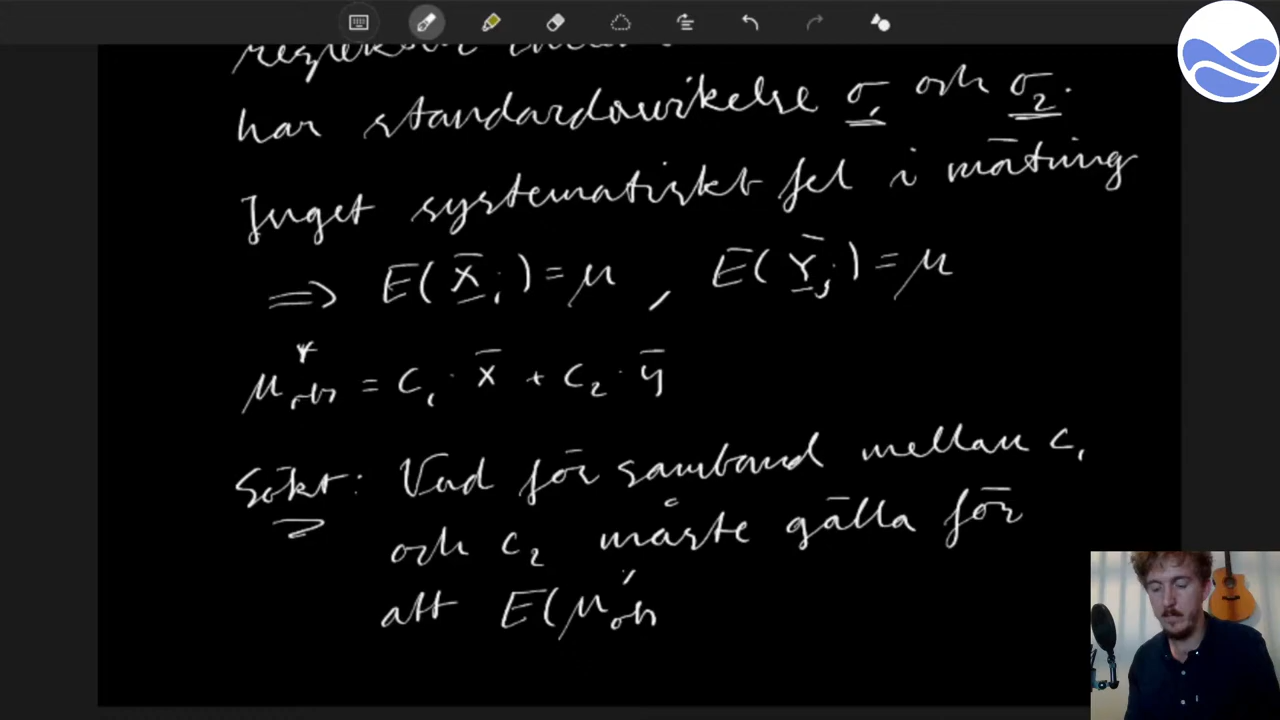 har standardavvikelse σ₁ och σ₂.
Inget systematiskt fel i mätning
⟹ E(X̄ᵢ) = μ , E(Ȳⱼ) = μ
μ*obs = c₁ · x̄ + c₂ · ȳ
Sökt: Vad för samband mellan c₁
och c₂ måste gälla för
att E(μ*ob